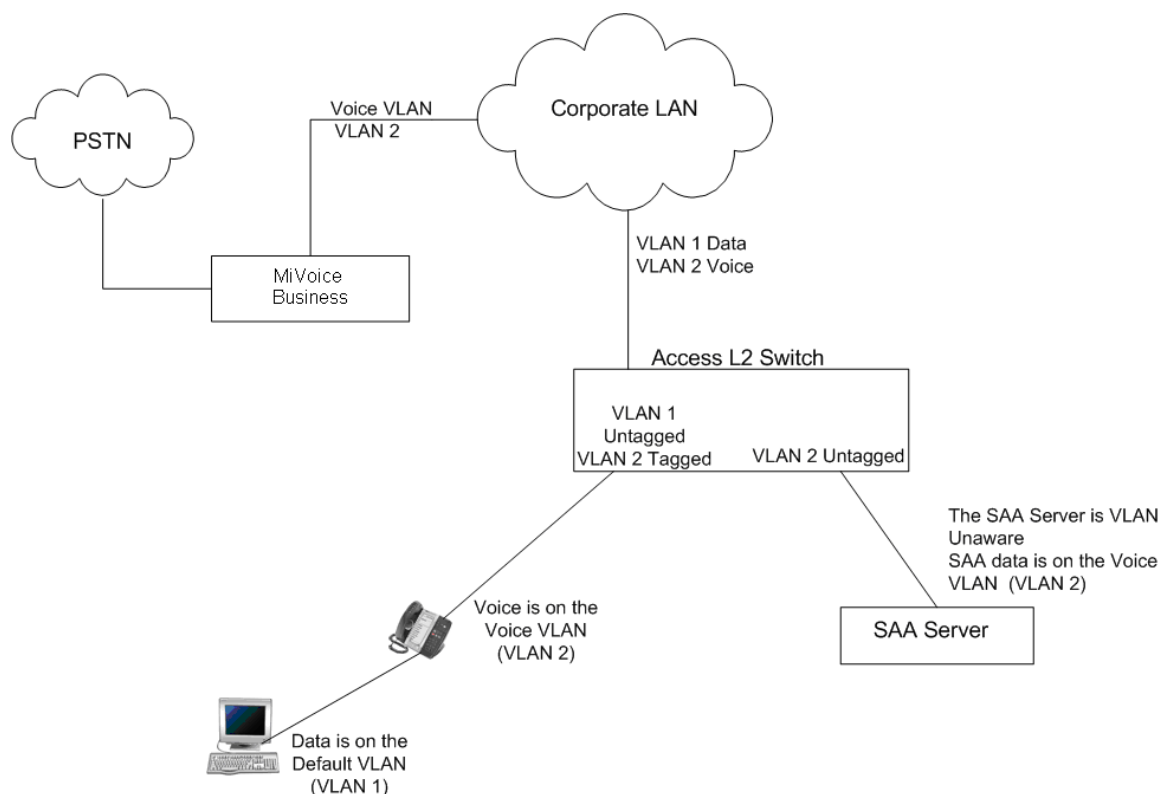 Corporate LAN
PSTN
Voice VLAN
VLAN 2
VLAN 1 Data
VLAN 2 Voice
MiVoice
Business
Access L2 Switch
VLAN 1
Untagged
VLAN 2 Tagged
VLAN 2 Untagged
The SAA Server is VLAN
Unaware
SAA data is on the Voice
VLAN (VLAN 2)
SAA Server
Voice is on the
Voice VLAN
(VLAN 2)
Data is on the
Default VLAN
(VLAN 1)